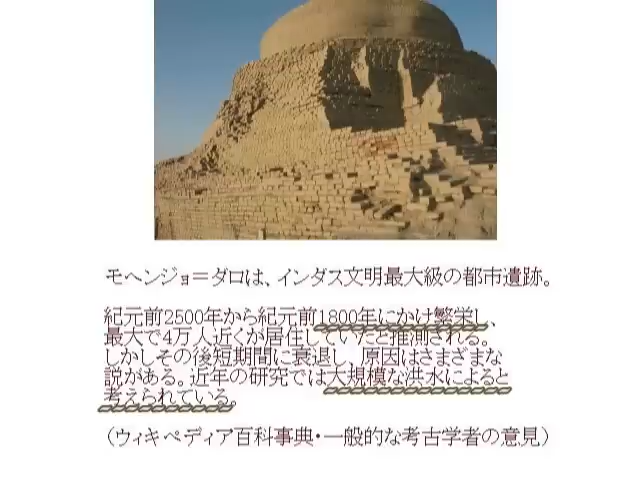 モヘンジョ＝ダロは、インダス文明最大級の都市遺跡。
紀元前2500年から紀元前1800年にかけ繁栄し、
最大で4万人近くが居住していたと推測される。
しかしその後短期間に衰退し、原因はさまざまな
説がある。近年の研究では大規模な洪水によると
考えられている。
（ウィキペディア百科事典・一般的な考古学者の意見）